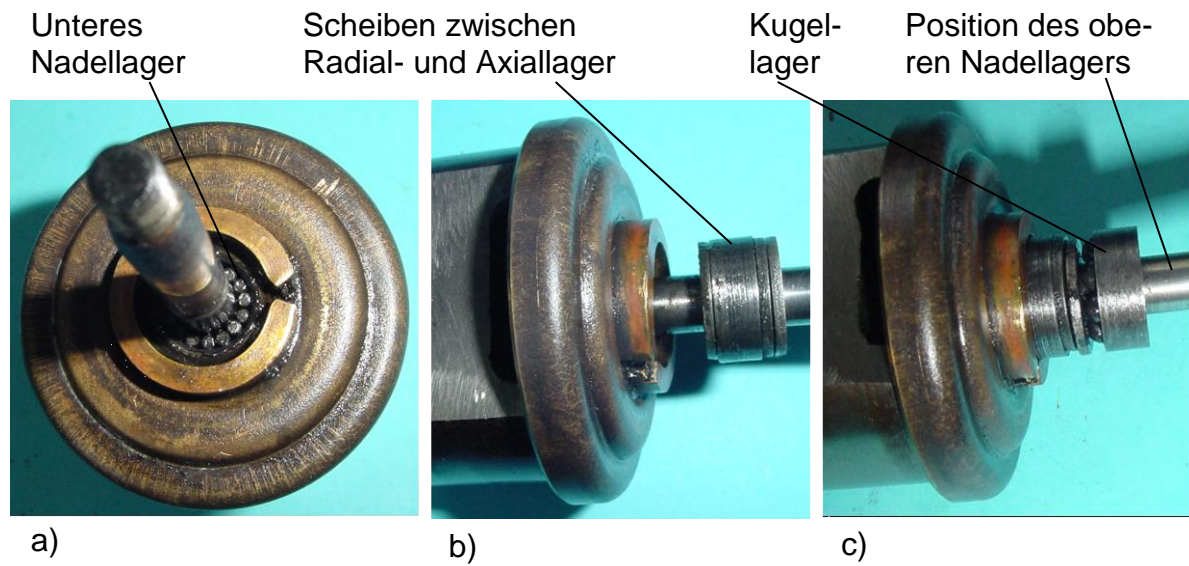 Unteres
Nadellager
Scheiben zwischen
Radial- und Axiallager
Kugel-
lager
Position des obe-
ren Nadellagers
a)
b)
c)